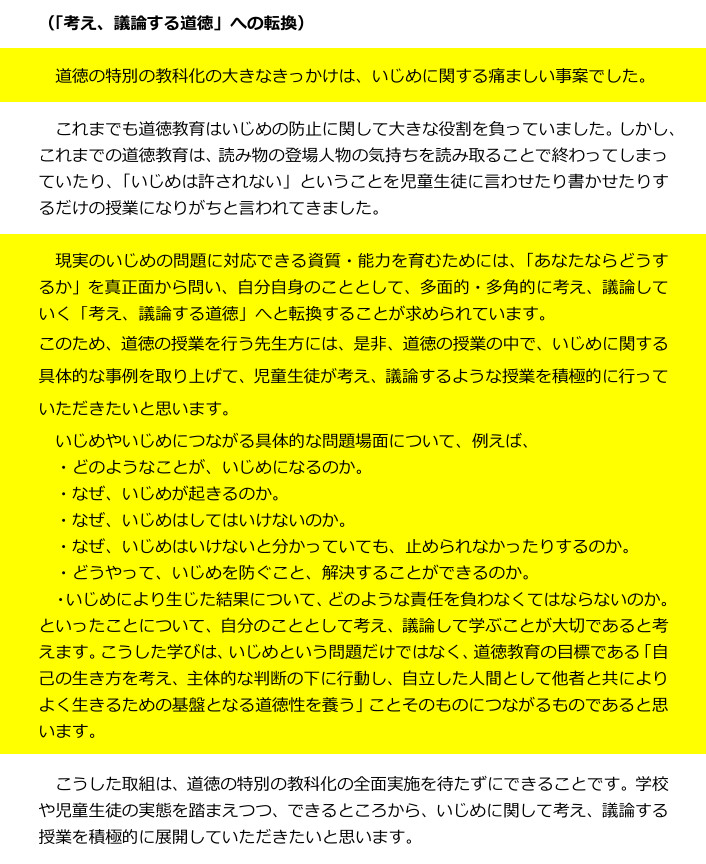 （「考え、議論する道徳」への転換）
道徳の特別の教科化の大きなきっかけは、いじめに関する痛ましい事案でした。
これまでも道徳教育はいじめの防止に関して大きな役割を負っていました。しかし、
これまでの道徳教育は、読み物の登場人物の気持ちを読み取ることで終わってしまっ
ていたり、「いじめは許されない」ということを児童生徒に言わせたり書かせたりす
るだけの授業になりがちと言われてきました。
現実のいじめの問題に対応できる資質・能力を育むためには、「あなたならどうす
るか」を真正面から問い、自分自身のこととして、多面的・多角的に考え、議論して
いく「考え、議論する道徳」へと転換することが求められています。
このため、道徳の授業を行う先生方には、是非、道徳の授業の中で、いじめに関する
具体的な事例を取り上げて、児童生徒が考え、議論するような授業を積極的に行って
いただきたいと思います。
いじめやいじめにつながる具体的な問題場面について、例えば、
・どのようなことが、いじめになるのか。
・なぜ、いじめが起きるのか。
・なぜ、いじめはしてはいけないのか。
・なぜ、いじめはいけないと分かっていても、止められなかったりするのか。
・どうやって、いじめを防ぐこと、解決することができるのか。
・いじめにより生じた結果について、どのような責任を負わなくてはならないのか。
といったことについて、自分のこととして考え、議論して学ぶことが大切であると考
えます。こうした学びは、いじめという問題だけではなく、道徳教育の目標である「自
己の生き方を考え、主体的な判断の下に行動し、自立した人間として他者と共により
よく生きるための基盤となる道徳性を養う」ことそのものにつながるものであると思
います。
こうした取組は、道徳の特別の教科化の全面実施を待たずにできることです。学校
や児童生徒の実態を踏まえつつ、できるところから、いじめに関して考え、議論する
授業を積極的に展開していただきたいと思います。